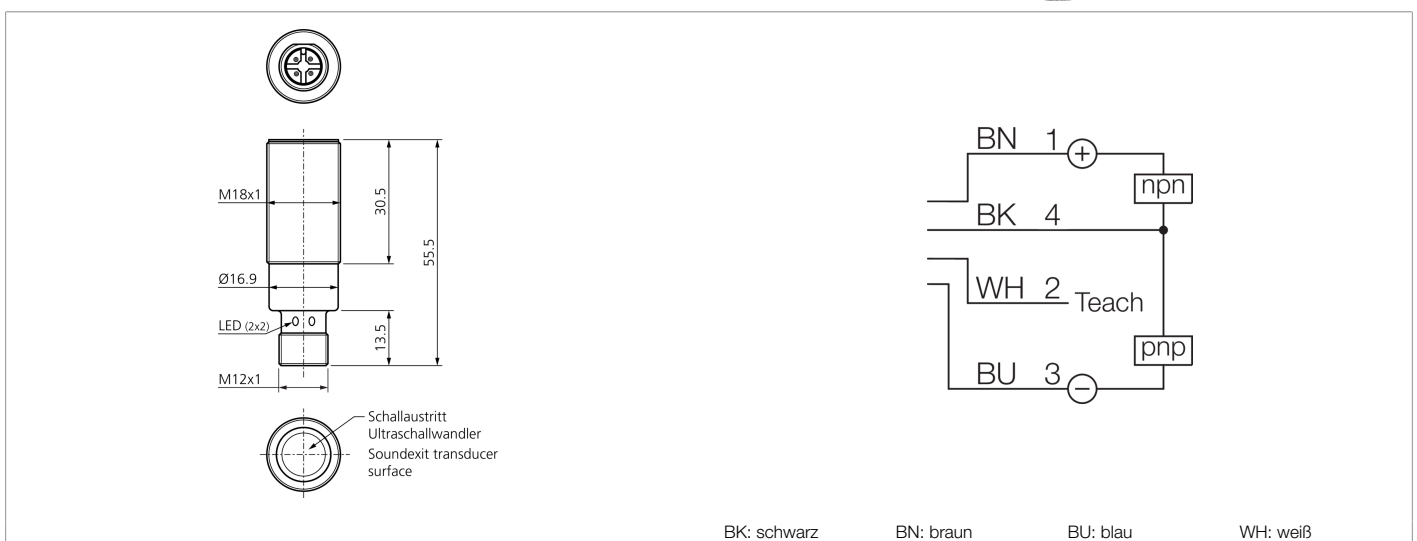 M18x1
30.5
55.5
Ø16.9
LED (2x2)
13.5
M12x1
Schallaustritt
Ultraschallwandler
Soundexit transducer
surface
BN 1 +
npn
BK 4
WH 2 Teach
pnp
BU 3 −
BK: schwarz BN: braun BU: blau WH: weiß